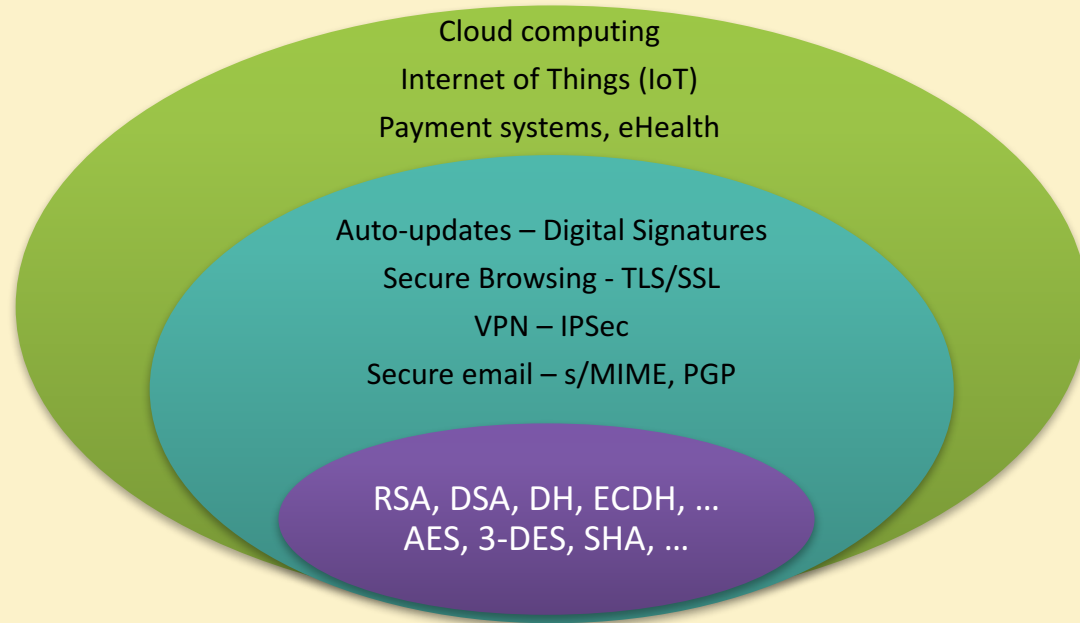 Cloud computing
Internet of Things (IoT)
Payment systems, eHealth
Auto-updates – Digital Signatures
Secure Browsing - TLS/SSL
VPN – IPSec
Secure email – s/MIME, PGP
RSA, DSA, DH, ECDH, …
AES, 3-DES, SHA, …